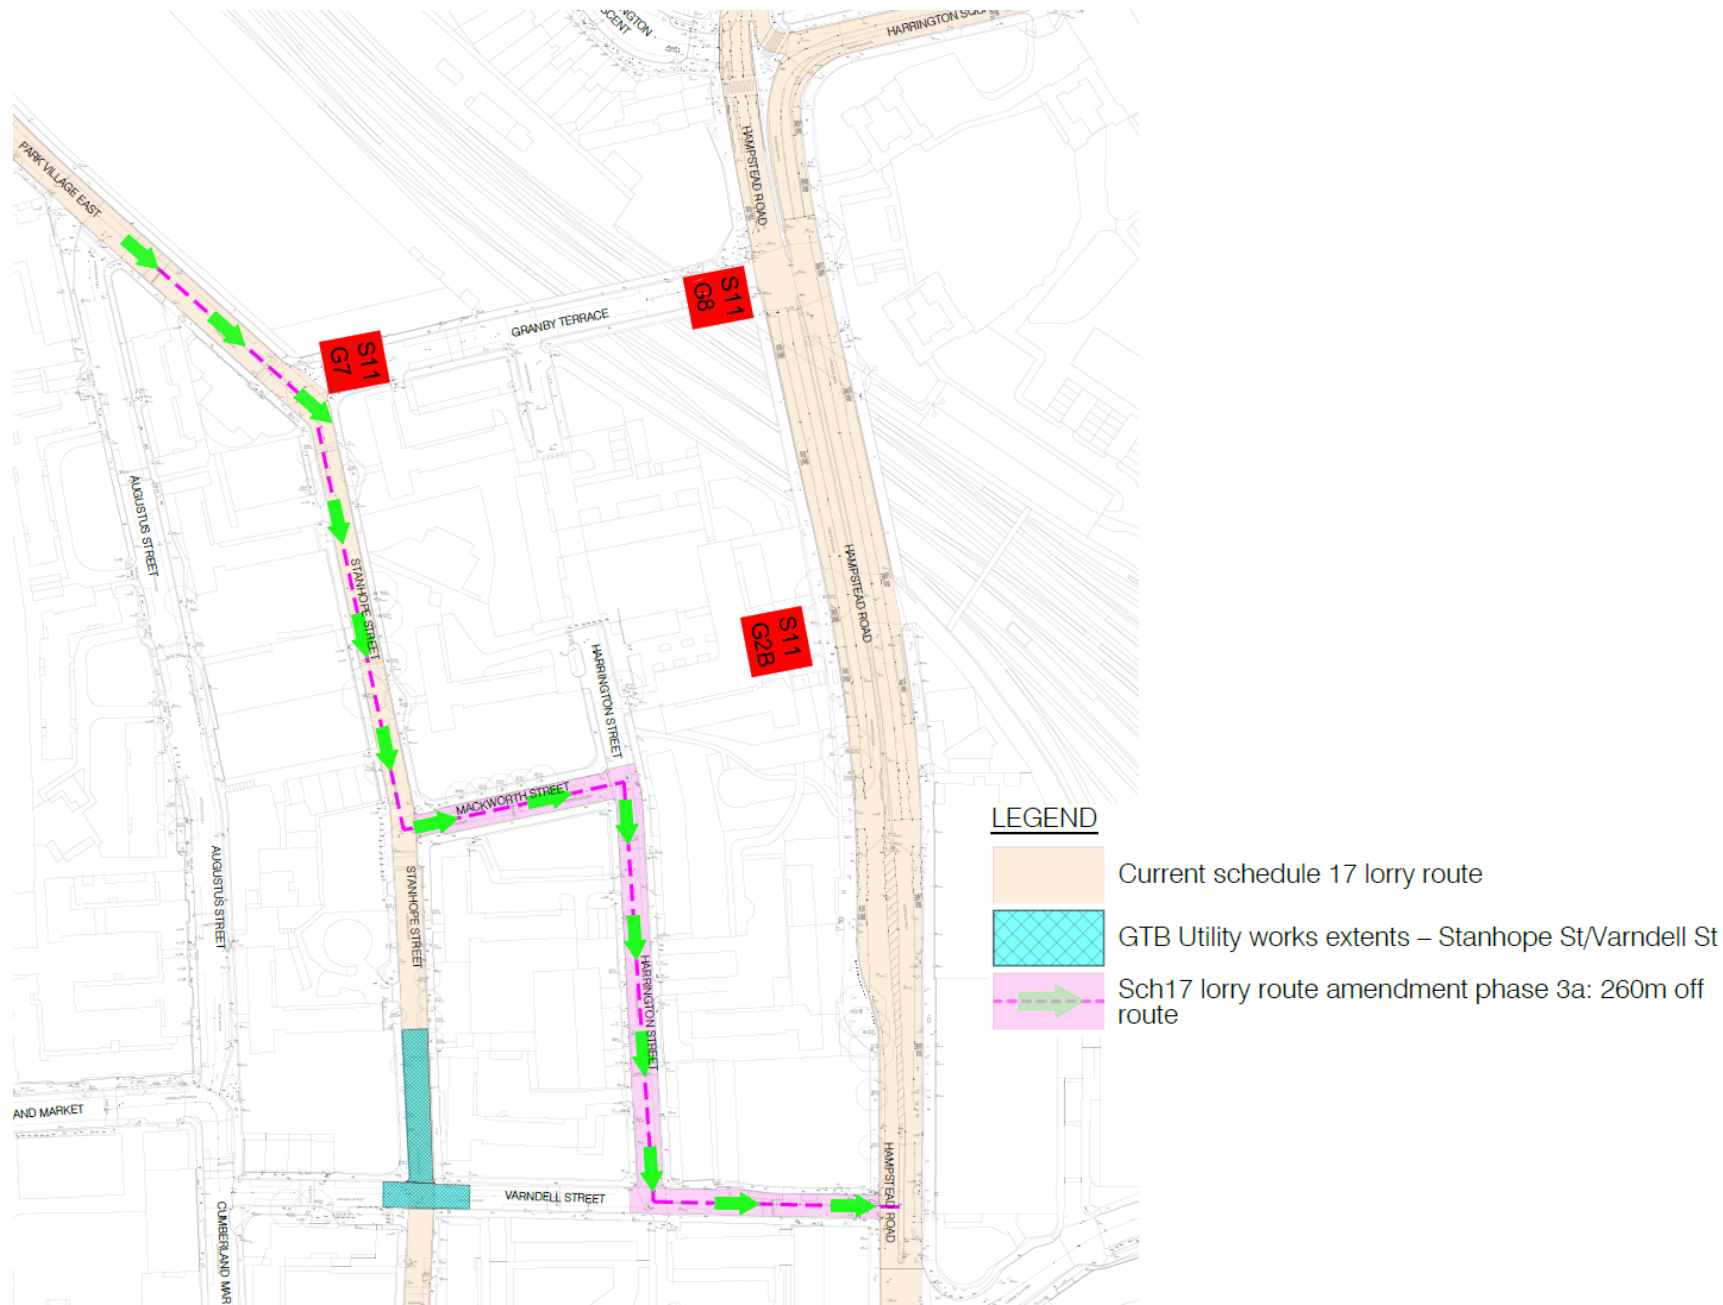 NGTON
SCENT
HARRINGTON SQU
PARK VILLAGE EAST
HAMPSTEAD ROAD
S11
G8
GRANBY TERRACE
S11
G7
AUGUSTUS STREET
STANHOPE STREET
HAMPSTEAD ROAD
S11
G2B
HARRINGTON STREET
MACKWORTH STREET
LEGEND
Current schedule 17 lorry route
AUGUSTUS STREET
STANHOPE STREET
GTB Utility works extents – Stanhope St/Varndell St
HARRINGTON STREET
Sch17 lorry route amendment phase 3a: 260m off
route
AND MARKET
HAMPSTEAD ROAD
VARNDELL STREET
CUMBERLAND MAR